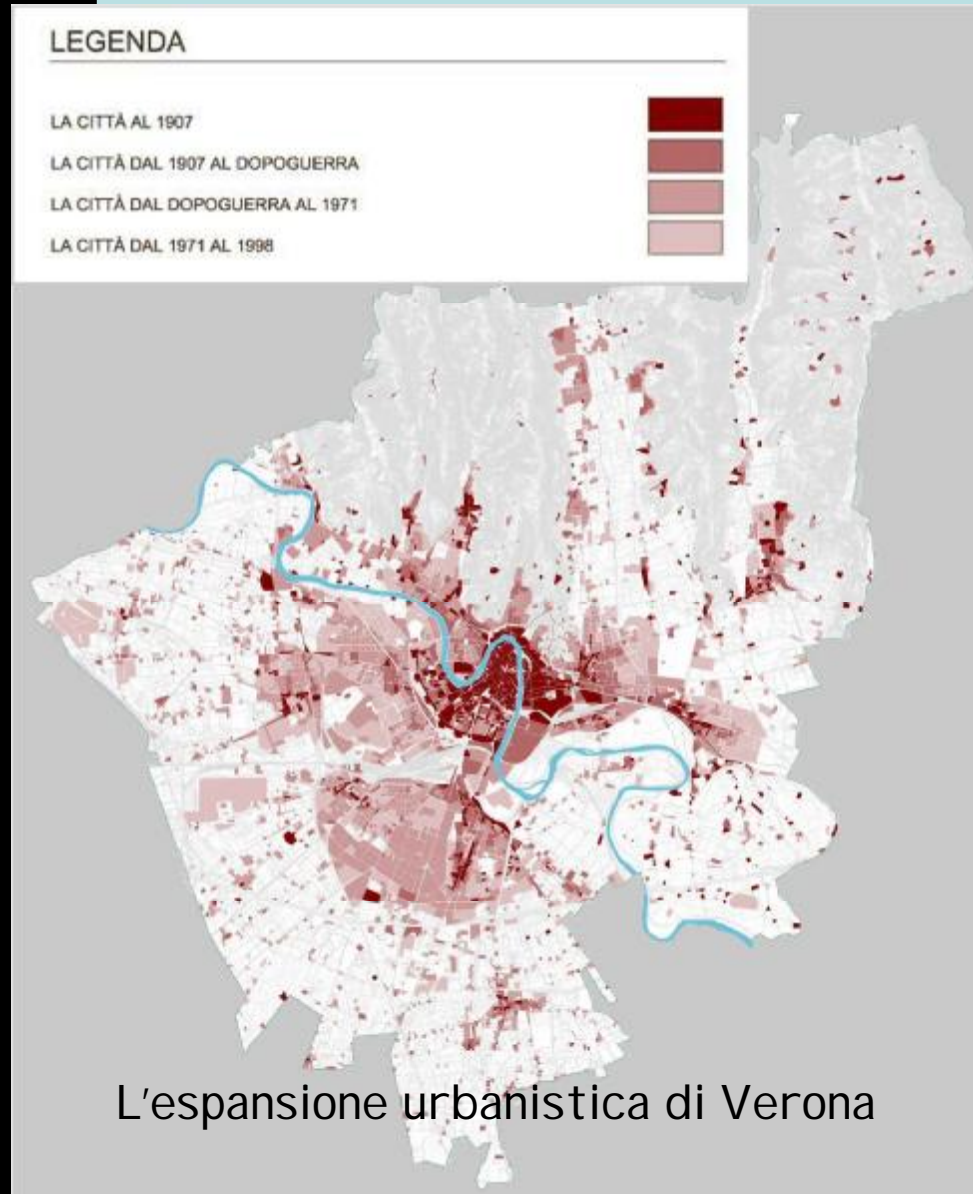 LEGENDA
LA CITTÀ AL 1907
LA CITTÀ DAL 1907 AL DOPOGUERRA
LA CITTÀ DAL DOPOGUERRA AL 1971
LA CITTÀ DAL 1971 AL 1998
L'espansione urbanistica di Verona